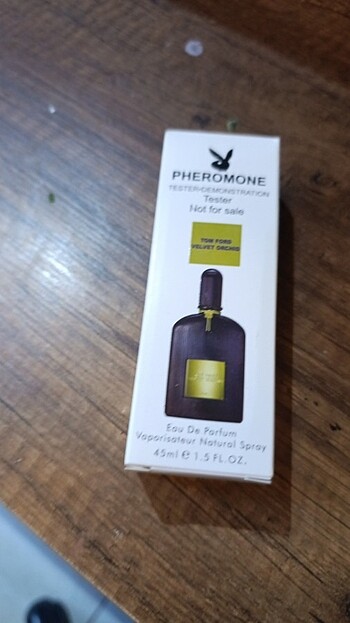 PHEROMONE
TESTER-DEMONSTRATION
Tester
Not for sale
TOM FORD
VELVET ORCHID
Eau De Parfum
Vaporisateur Natural Spray
45ml e 1.5 FL.OZ.